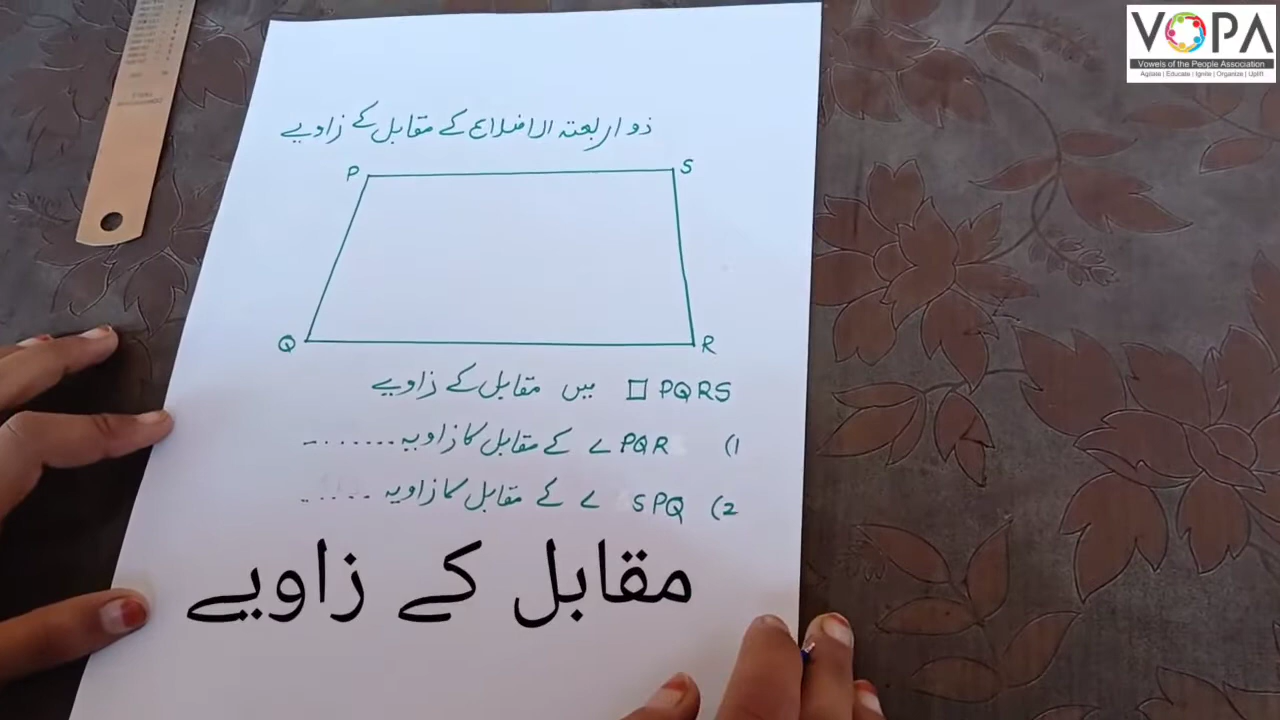 VOPA
Vowels of the People Association
Agitate | Educate | Ignite | Organize | Uplift
ذو اربعتہ الاضلاع کے مقابل کے زاویے
P
S
Q
R
□ PQRS میں مقابل کے زاویے
1) ∠PQR کے مقابل کا زاویہ ........
2) ∠SPQ کے مقابل کا زاویہ ......
مقابل کے زاویے